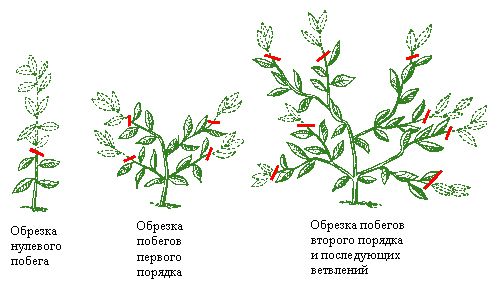 Обрезка
нулевого
побега
Обрезка
побегов
первого
порядка
Обрезка побегов
второго порядка
и последующих
ветвлений